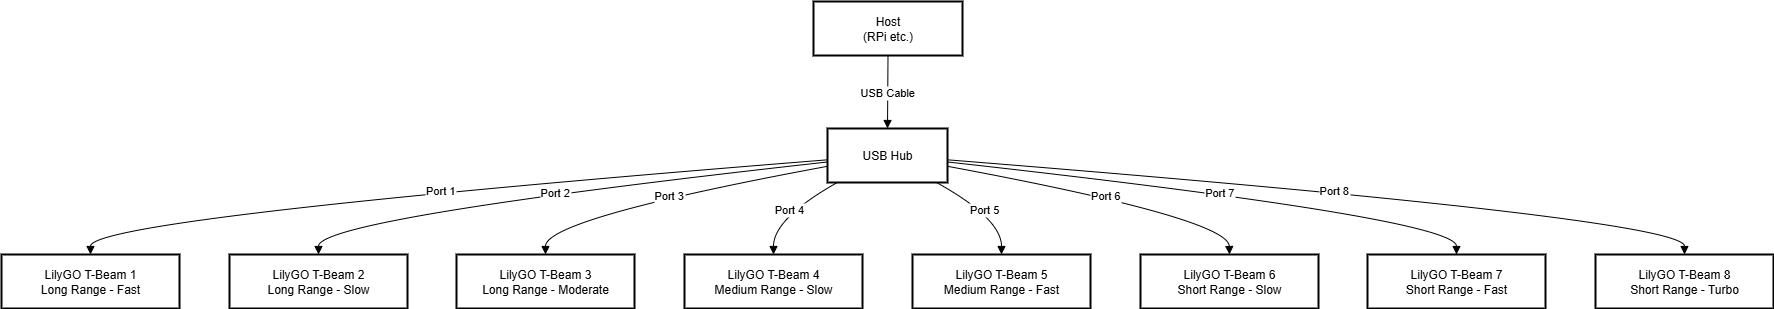 Host
(RPi etc.)
USB Cable
USB Hub
Port 1
Port 2
Port 3
Port 4
Port 5
Port 6
Port 7
Port 8
LilyGO T-Beam 1
Long Range - Fast
LilyGO T-Beam 2
Long Range - Slow
LilyGO T-Beam 3
Long Range - Moderate
LilyGO T-Beam 4
Medium Range - Slow
LilyGO T-Beam 5
Medium Range - Fast
LilyGO T-Beam 6
Short Range - Slow
LilyGO T-Beam 7
Short Range - Fast
LilyGO T-Beam 8
Short Range - Turbo